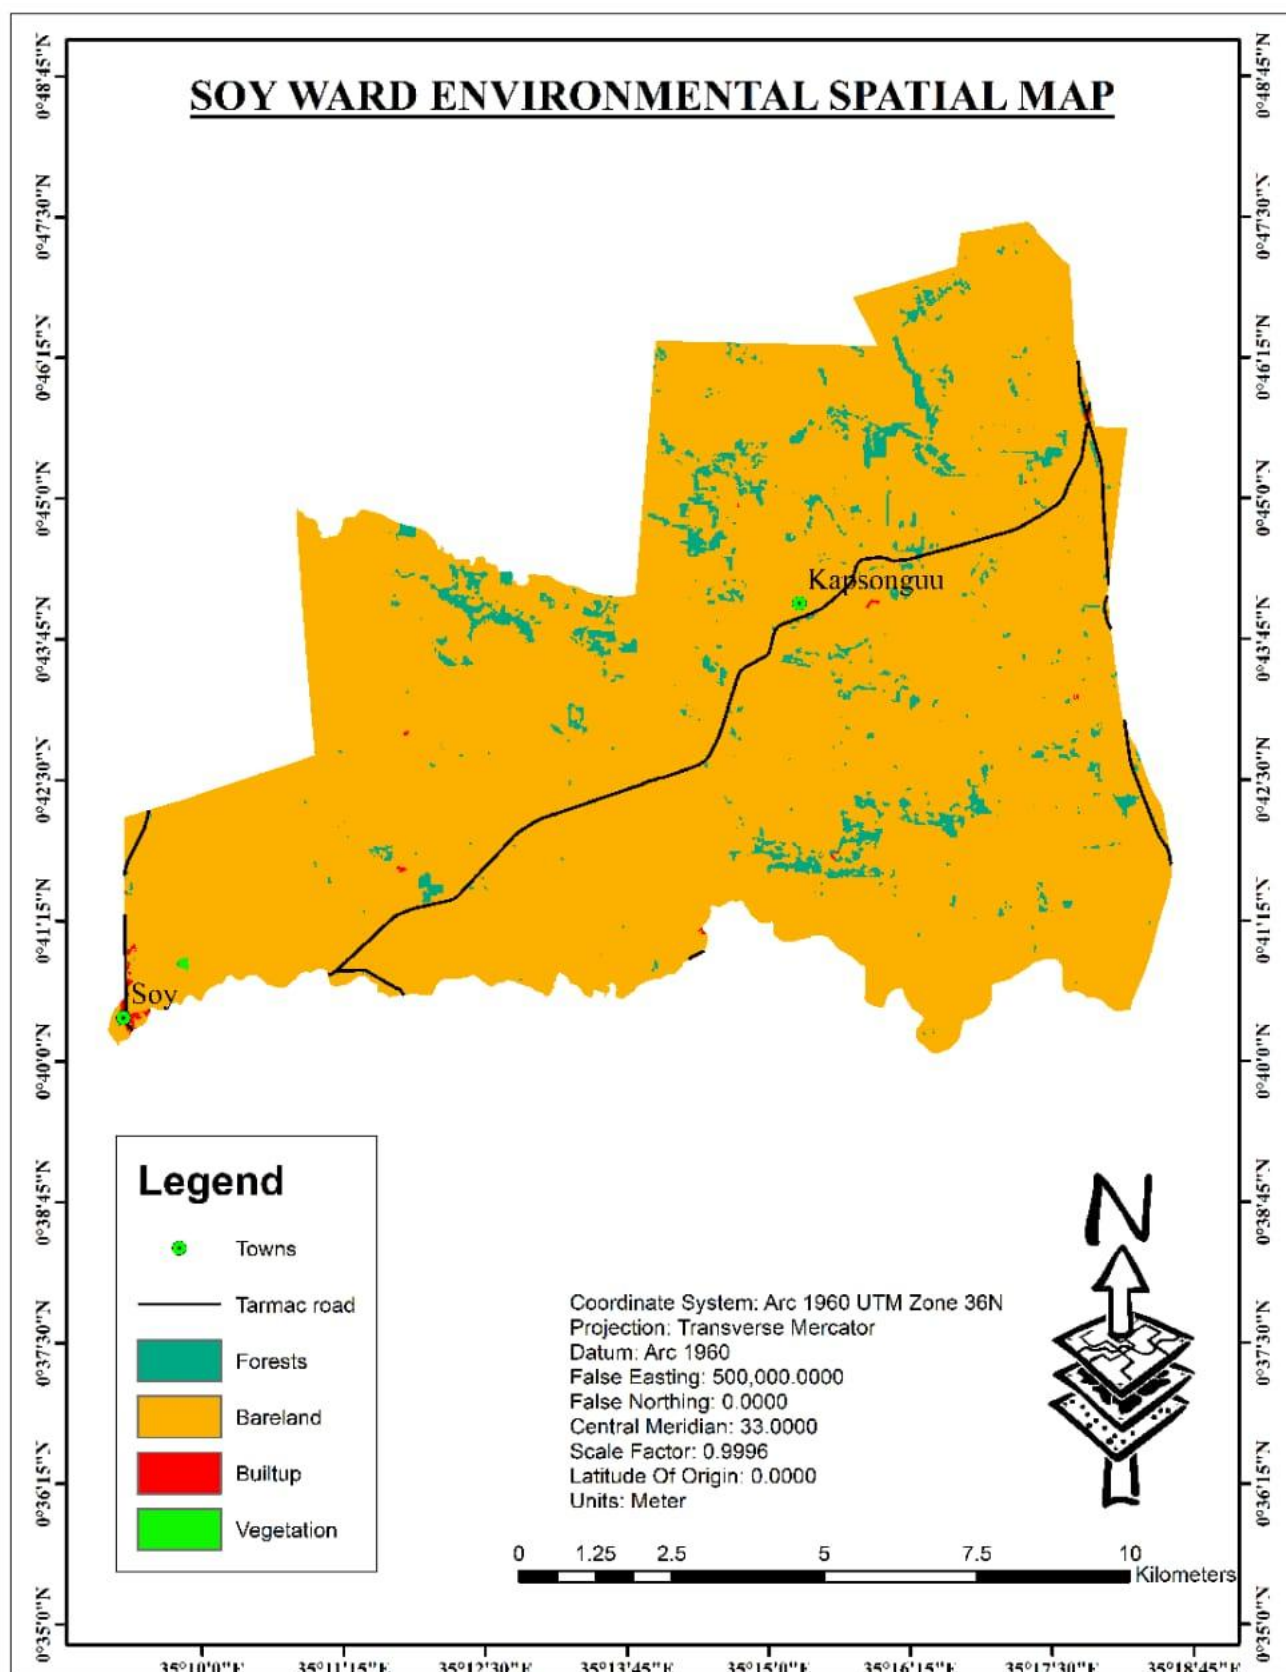 SOY WARD ENVIRONMENTAL SPATIAL MAP
0°48'45"N
0°47'30"N
0°46'15"N
0°45'0"N
0°43'45"N
0°42'30"N
0°41'15"N
0°40'0"N
0°38'45"N
0°37'30"N
0°36'15"N
0°35'0"N
0°48'45"N
0°47'30"N
0°46'15"N
0°45'0"N
0°43'45"N
0°42'30"N
0°41'15"N
0°40'0"N
0°38'45"N
0°37'30"N
0°36'15"N
0°35'0"N
Kapsonguu
Soy
Legend
Towns
Tarmac road
Forests
Bareland
Builtup
Vegetation
Coordinate System: Arc 1960 UTM Zone 36N
Projection: Transverse Mercator
Datum: Arc 1960
False Easting: 500,000.0000
False Northing: 0.0000
Central Meridian: 33.0000
Scale Factor: 0.9996
Latitude Of Origin: 0.0000
Units: Meter
N
0 1.25 2.5 5 7.5 10
Kilometers
35°10'0"E 35°11'15"E 35°12'30"E 35°13'45"E 35°15'0"E 35°16'15"E 35°17'30"E 35°18'45"E